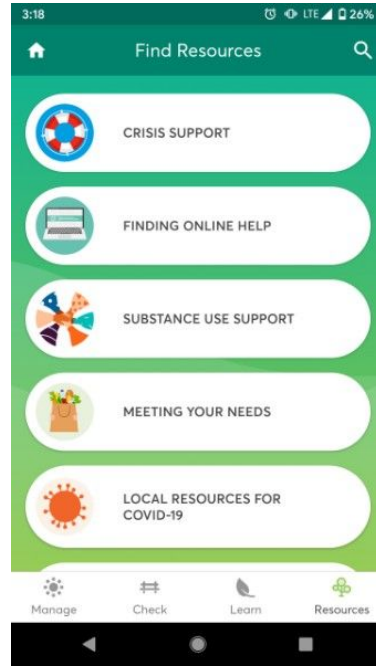 3:18 LTE 26%
Find Resources
CRISIS SUPPORT
FINDING ONLINE HELP
SUBSTANCE USE SUPPORT
MEETING YOUR NEEDS
LOCAL RESOURCES FOR
COVID-19
Manage Check Learn Resources